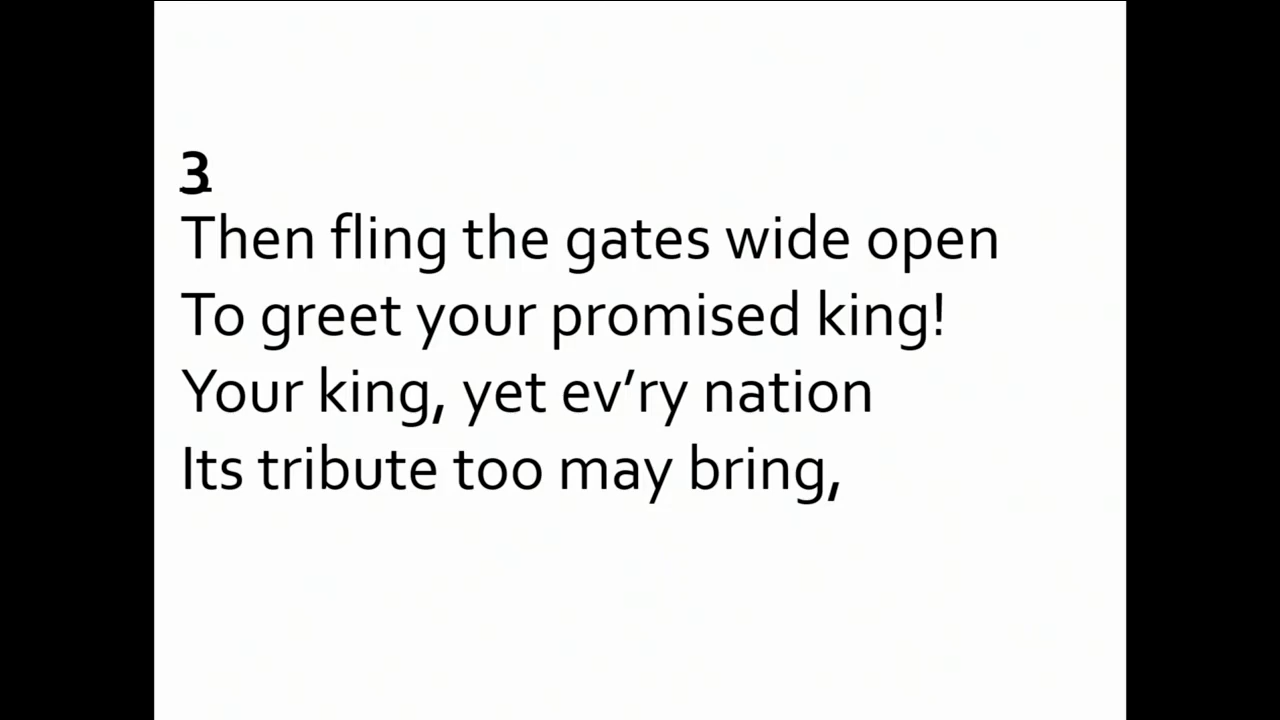 3
Then fling the gates wide open
To greet your promised king!
Your king, yet ev’ry nation
Its tribute too may bring,